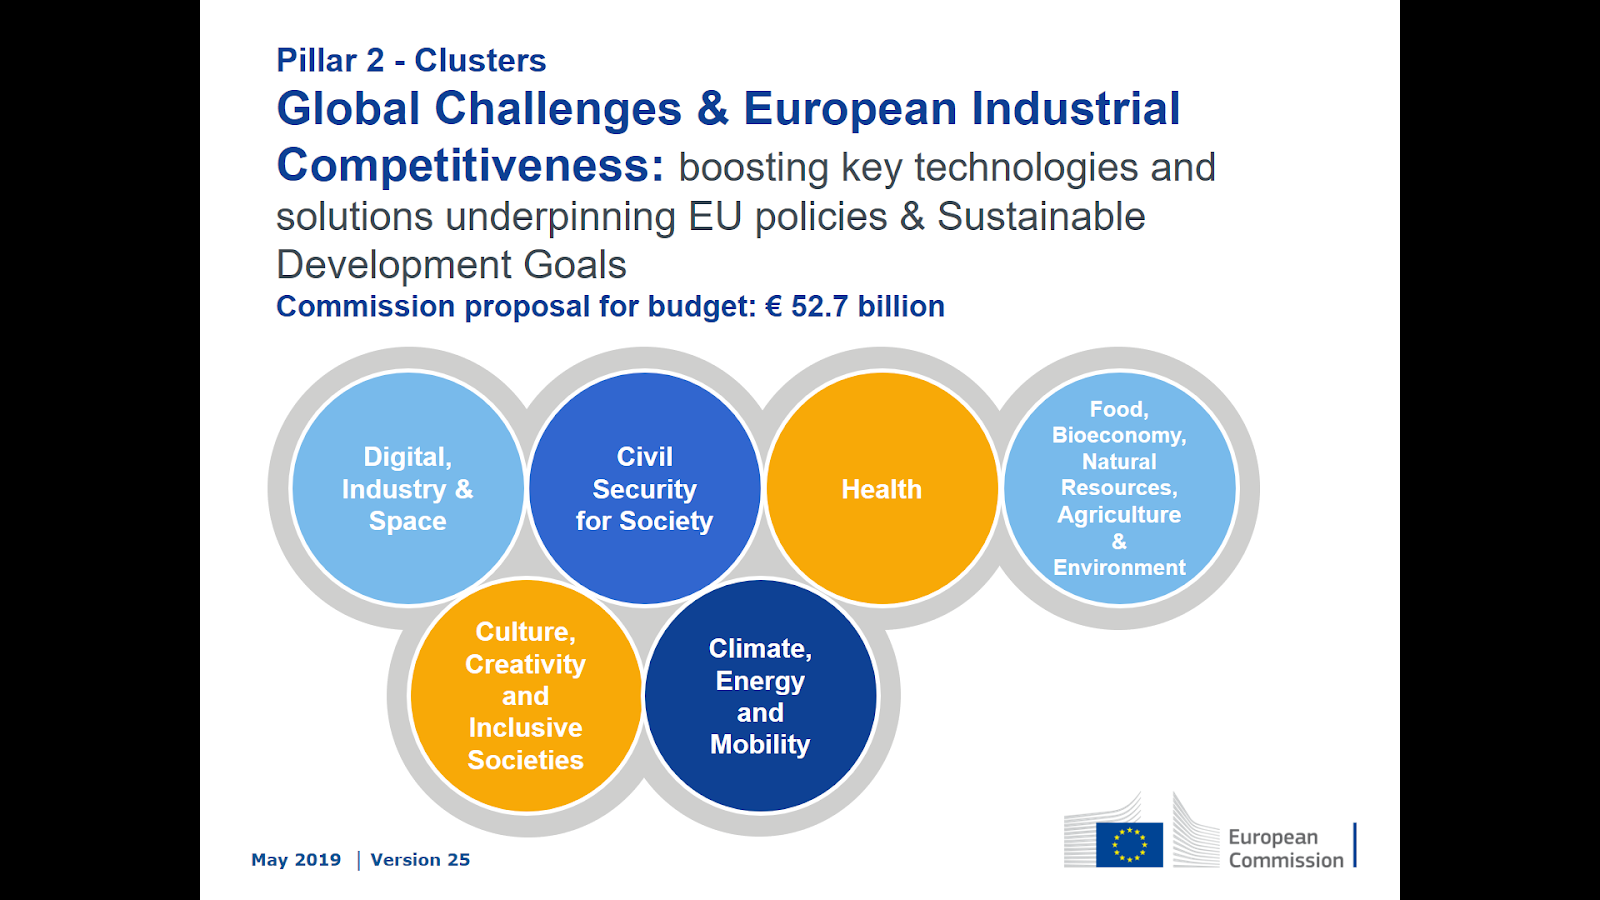 Pillar 2 - Clusters
Global Challenges & European Industrial
Competitiveness: boosting key technologies and
solutions underpinning EU policies & Sustainable
Development Goals
Commission proposal for budget: € 52.7 billion
Digital,
Industry &
Space
Civil
Security
for Society
Health
Food,
Bioeconomy,
Natural
Resources,
Agriculture
&
Environment
Culture,
Creativity
and
Inclusive
Societies
Climate,
Energy
and
Mobility
May 2019 | Version 25
European
Commission